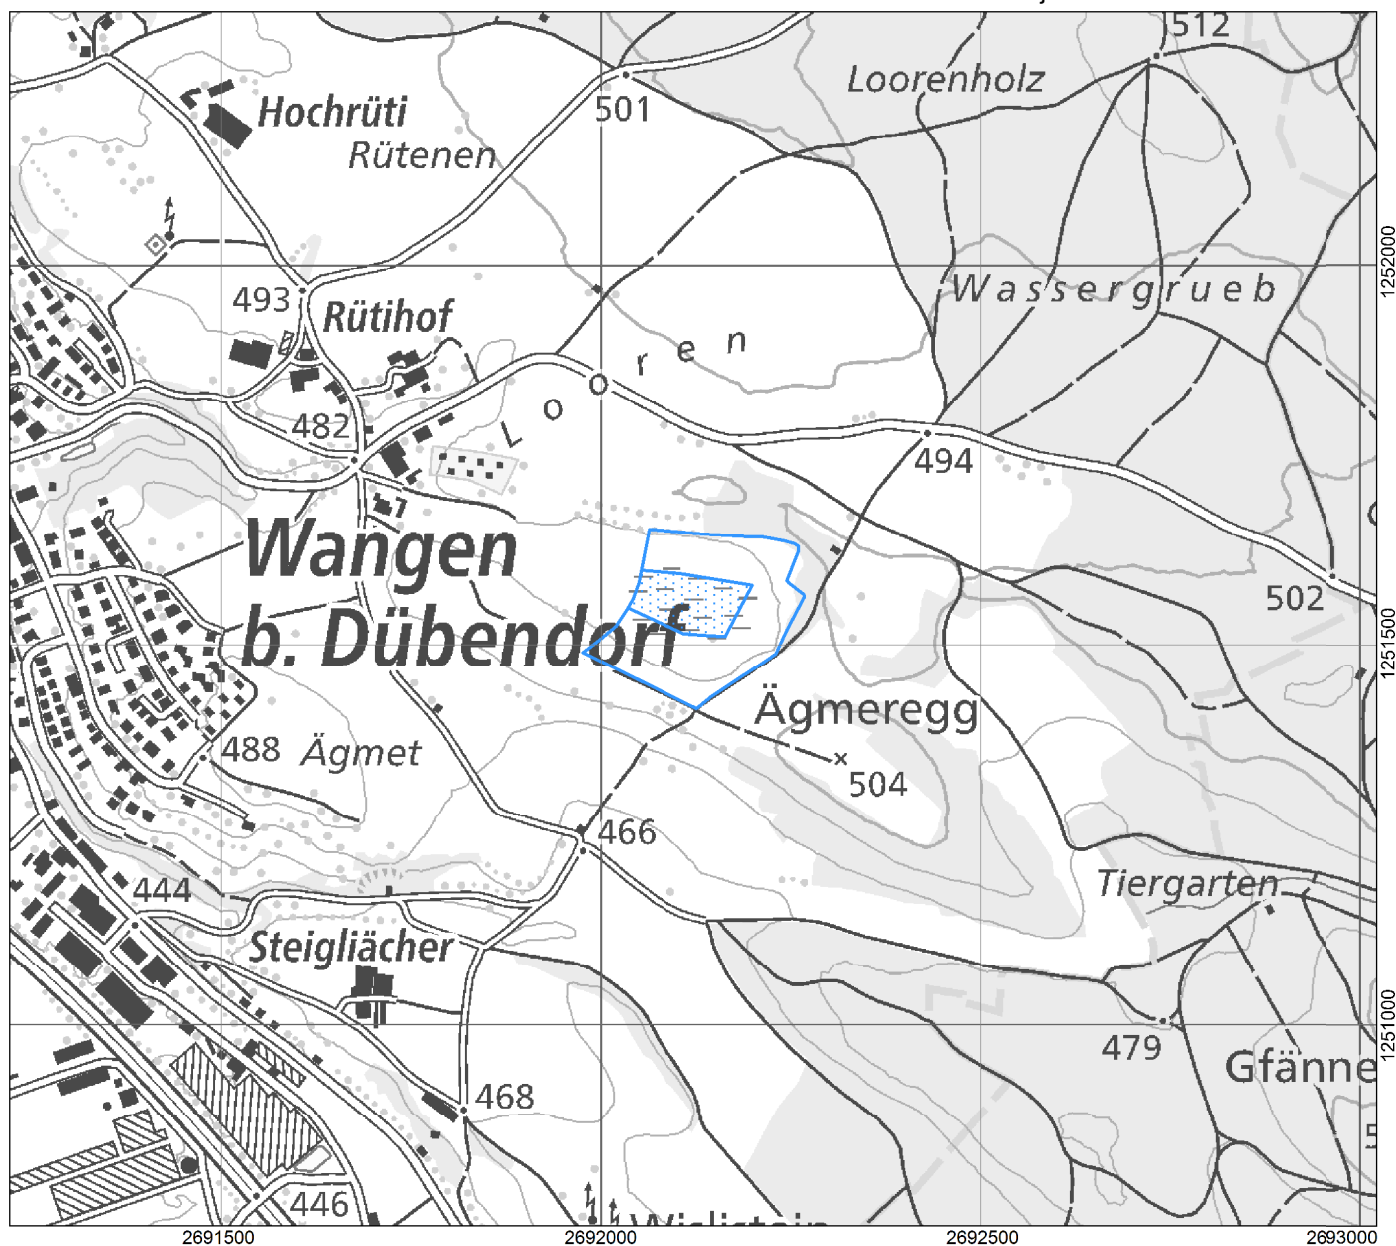 512
Loorenholz
501
Hochrüti
Rütenen
1252000
493
Rütihof
Wassergrueb
Looren
482
494
Wangen
b. Dübendorf
502
1251500
Ägmeregg
488 Ägmet
504
466
444
Tiergarten
Steigliächer
479
1251000
Gfänne
468
446
2691500
2692000
2692500
2693000